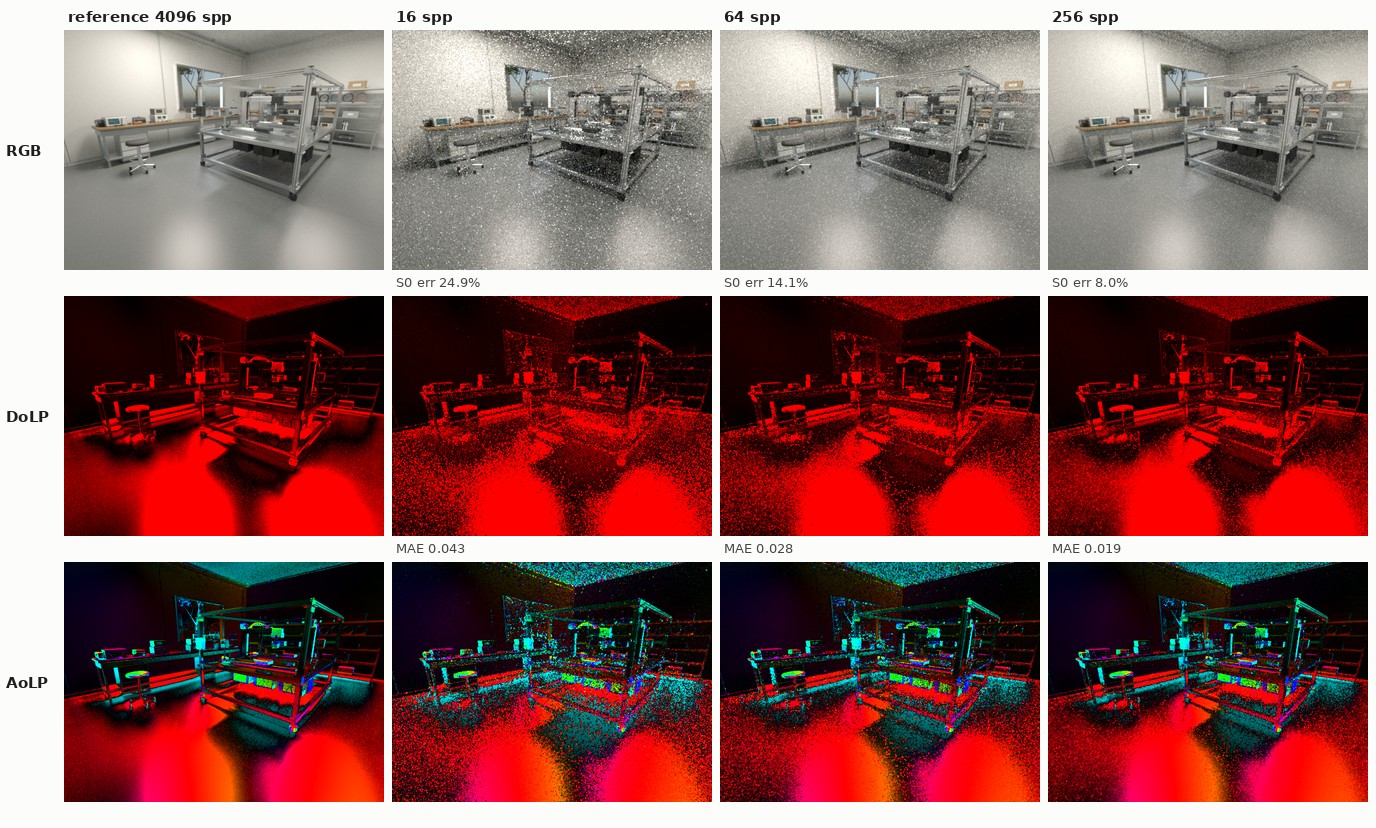 reference 4096 spp
16 spp
64 spp
256 spp
RGB
S0 err 24.9%
S0 err 14.1%
S0 err 8.0%
DoLP
MAE 0.043
MAE 0.028
MAE 0.019
AoLP